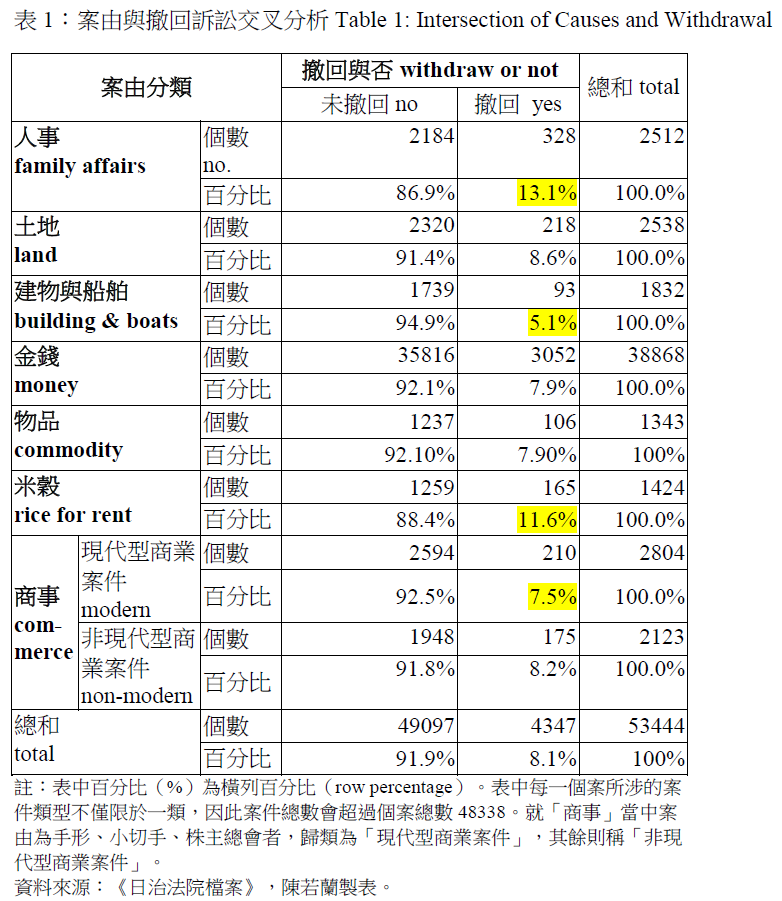 表 1：案由與撤回訴訟交叉分析 Table 1: Intersection of Causes and Withdrawal
案由分類 撤回與否 withdraw or not 總和 total
未撤回 no 撤回 yes
人事 family affairs 個數 no. 2184 328 2512
百分比 86.9% 13.1% 100.0%
土地 land 個數 2320 218 2538
百分比 91.4% 8.6% 100.0%
建物與船舶 building & boats 個數 1739 93 1832
百分比 94.9% 5.1% 100.0%
金錢 money 個數 35816 3052 38868
百分比 92.1% 7.9% 100.0%
物品 commodity 個數 1237 106 1343
百分比 92.10% 7.90% 100%
米穀 rice for rent 個數 1259 165 1424
百分比 88.4% 11.6% 100.0%
商事 com-merce 現代型商業案件 modern 個數 2594 210 2804
百分比 92.5% 7.5% 100.0%
非現代型商業案件 non-modern 個數 1948 175 2123
百分比 91.8% 8.2% 100.0%
總和 total 個數 49097 4347 53444
百分比 91.9% 8.1% 100%
註：表中百分比（%）為橫列百分比（row percentage）。表中每一個案所涉的案
件類型不僅限於一類，因此案件總數會超過個案總數 48338。就「商事」當中案
由為手形、小切手、株主總會者，歸類為「現代型商業案件」，其餘則稱「非現
代型商業案件」。
資料來源：《日治法院檔案》，陳若蘭製表。